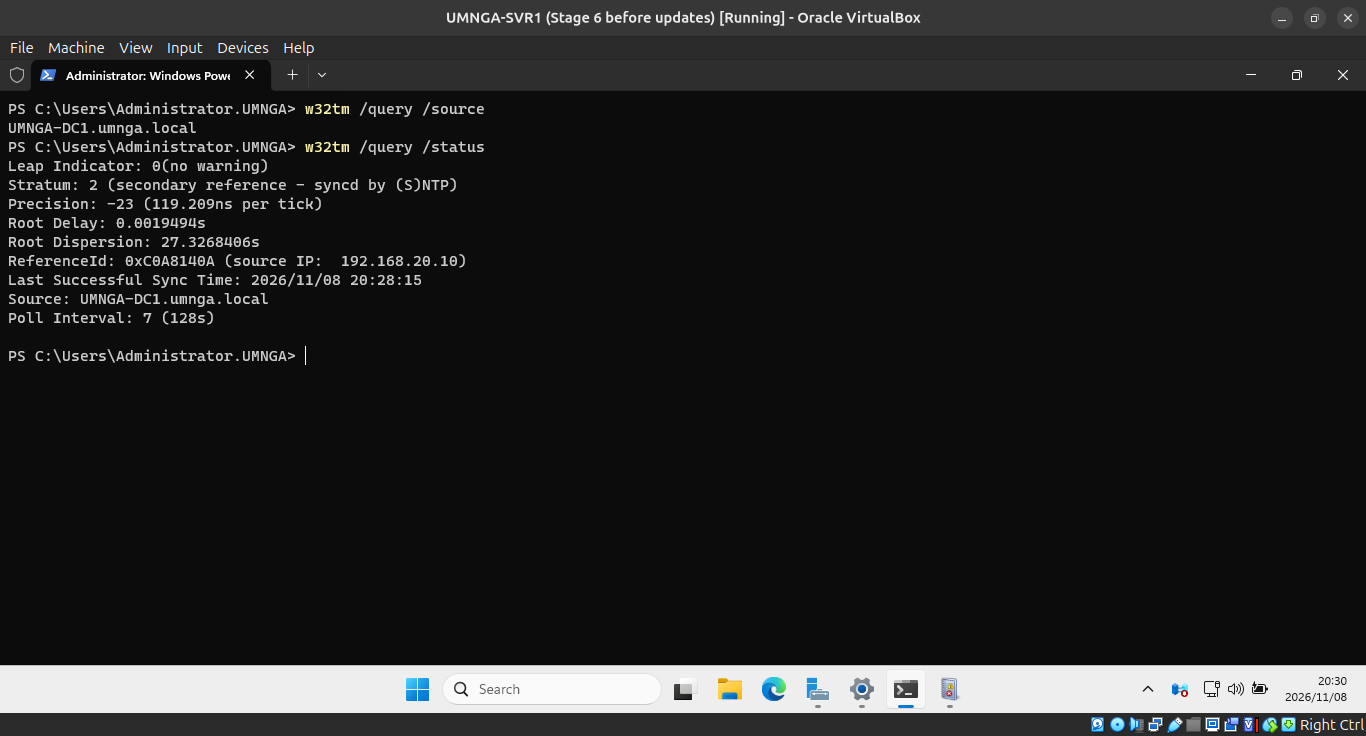 UMNGA-SVR1 (Stage 6 before updates) [Running] - Oracle VirtualBox
File Machine View Input Devices Help
Administrator: Windows Powe
PS C:\Users\Administrator.UMNGA> w32tm /query /source
UMNGA-DC1.umnga.local
PS C:\Users\Administrator.UMNGA> w32tm /query /status
Leap Indicator: 0(no warning)
Stratum: 2 (secondary reference - syncd by (S)NTP)
Precision: -23 (119.209ns per tick)
Root Delay: 0.0019494s
Root Dispersion: 27.3268406s
ReferenceId: 0xC0A8140A (source IP:  192.168.20.10)
Last Successful Sync Time: 2026/11/08 20:28:15
Source: UMNGA-DC1.umnga.local
Poll Interval: 7 (128s)
PS C:\Users\Administrator.UMNGA>
Search
20:30
2026/11/08
Right Ctrl